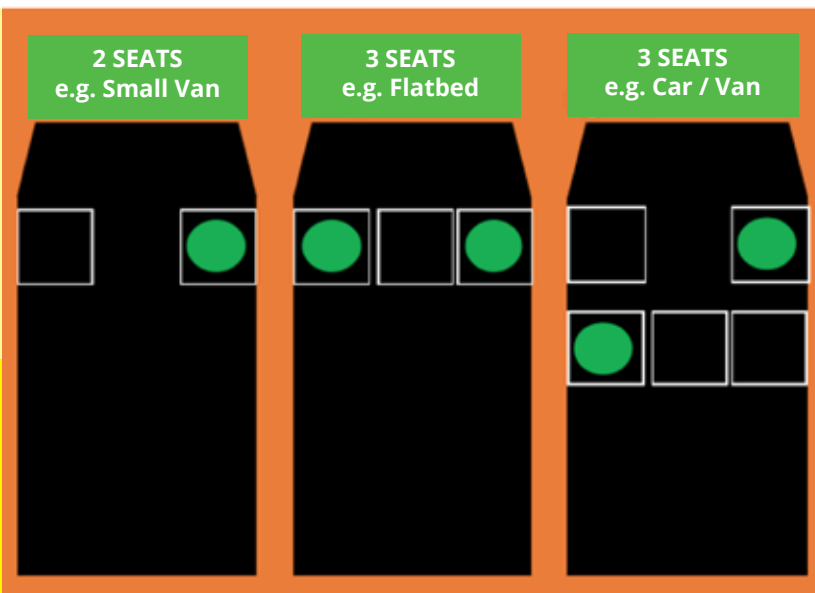 2 SEATS
e.g. Small Van
3 SEATS
e.g. Flatbed
3 SEATS
e.g. Car / Van